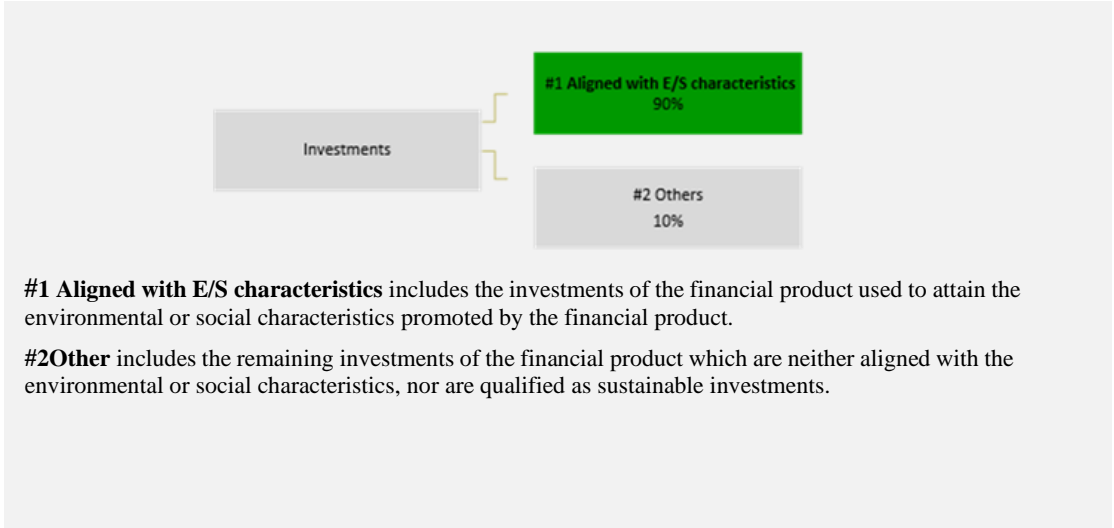 #1 Aligned with E/S characteristics
90%
Investments
#2 Others
10%
#1 Aligned with E/S characteristics includes the investments of the financial product used to attain the
environmental or social characteristics promoted by the financial product.
#2Other includes the remaining investments of the financial product which are neither aligned with the
environmental or social characteristics, nor are qualified as sustainable investments.